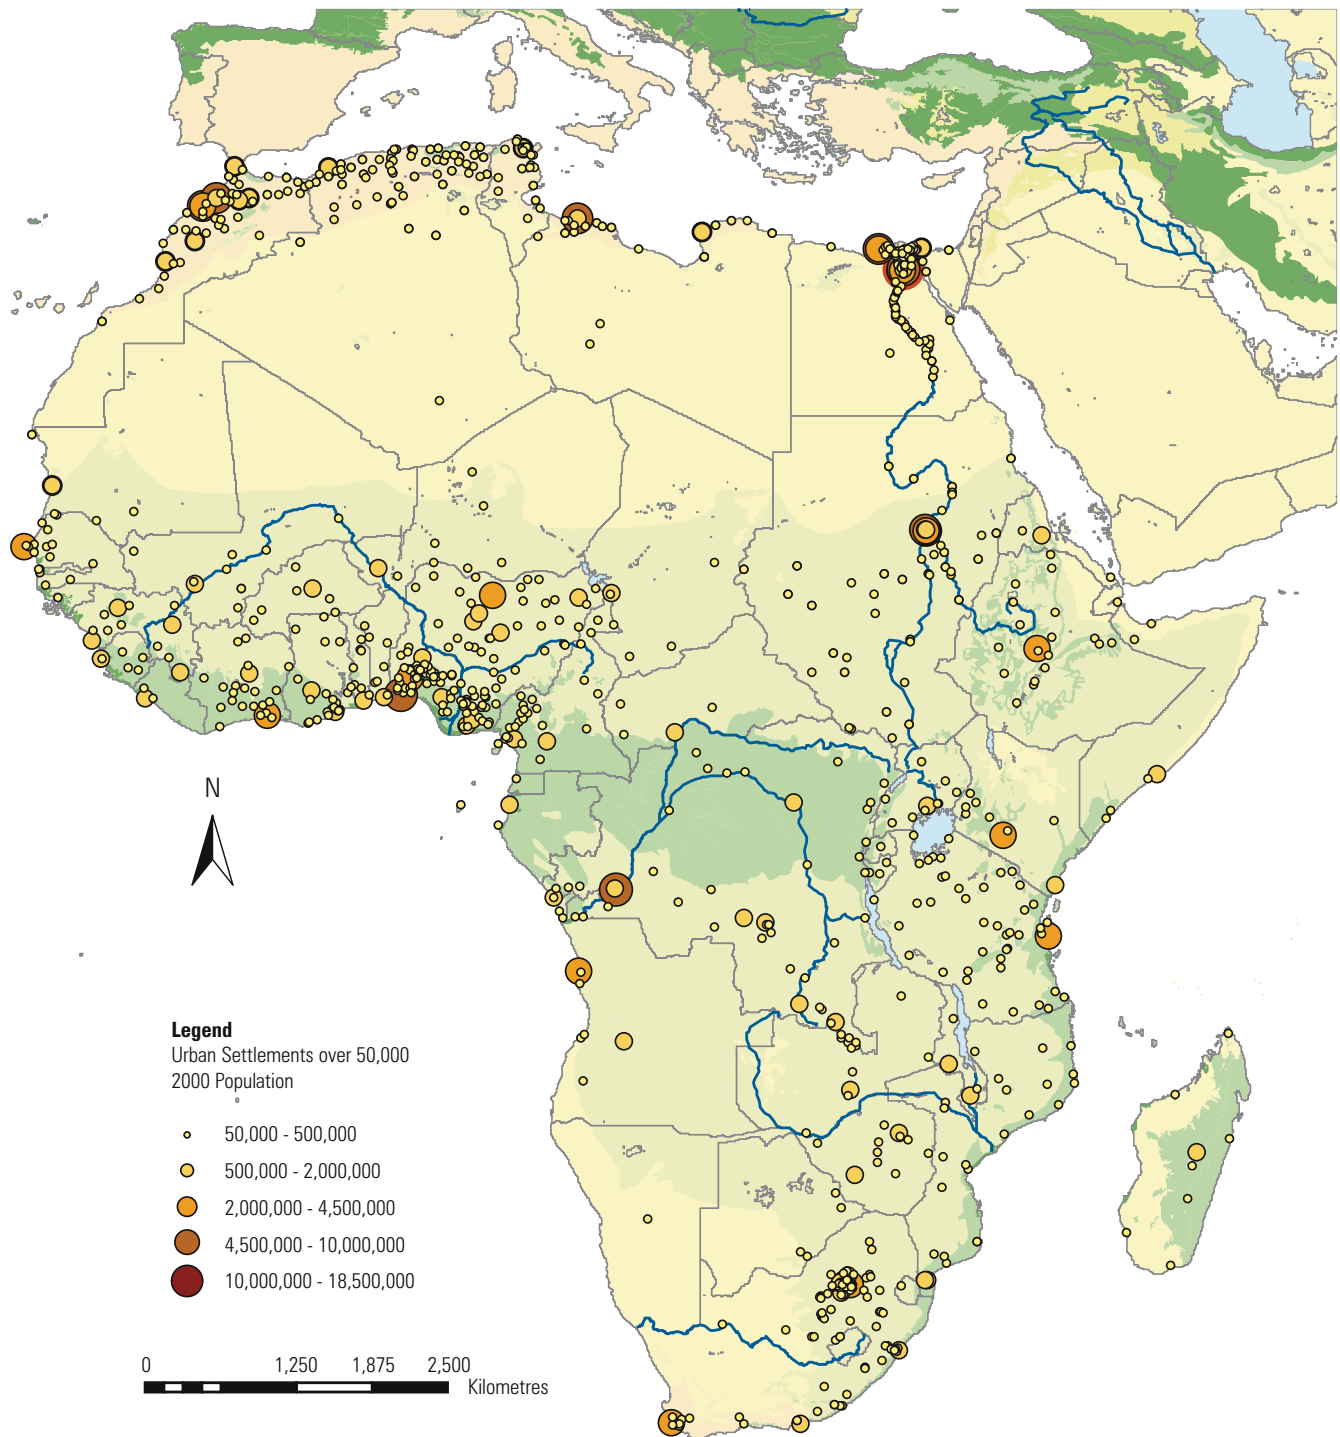 N
Legend
Urban Settlements over 50,000
2000 Population
50,000 - 500,000
500,000 - 2,000,000
2,000,000 - 4,500,000
4,500,000 - 10,000,000
10,000,000 - 18,500,000
0 1,250 1,875 2,500
Kilometres